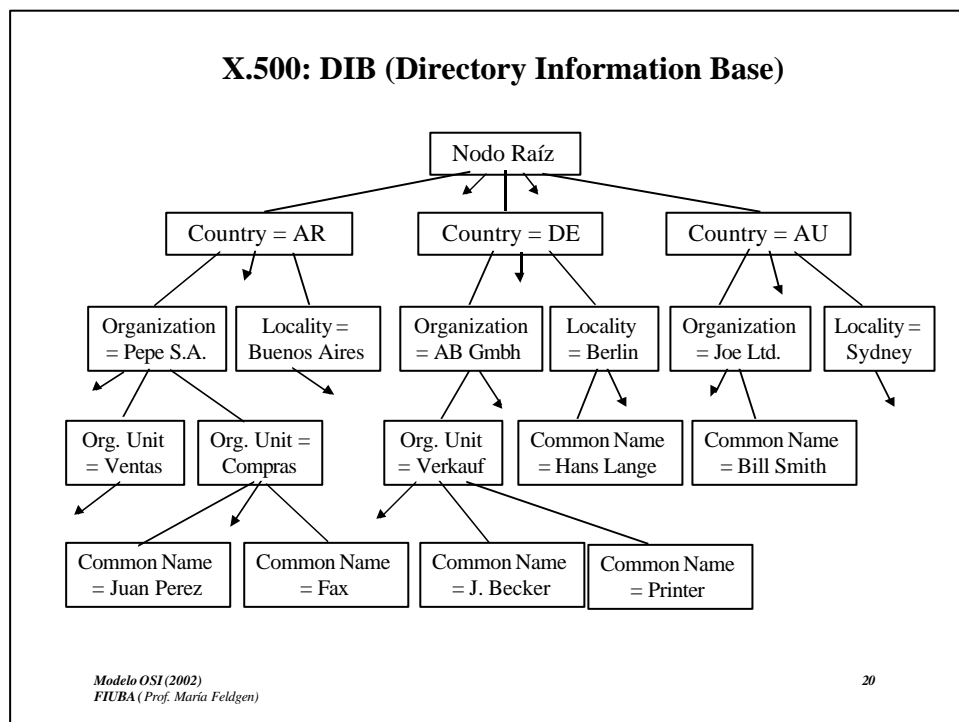 X.500: DIB (Directory Information Base)
Nodo Raíz
Country = AR
Country = DE
Country = AU
Organization
= Pepe S.A.
Locality =
Buenos Aires
Organization
= AB Gmbh
Locality
= Berlin
Organization
= Joe Ltd.
Locality =
Sydney
Org. Unit
= Ventas
Org. Unit =
Compras
Org. Unit
= Verkauf
Common Name
= Hans Lange
Common Name
= Bill Smith
Common Name
= Juan Perez
Common Name
= Fax
Common Name
= J. Becker
Common Name
= Printer
Modelo OSI (2002)
FIUBA ( Prof. María Feldgen)
20